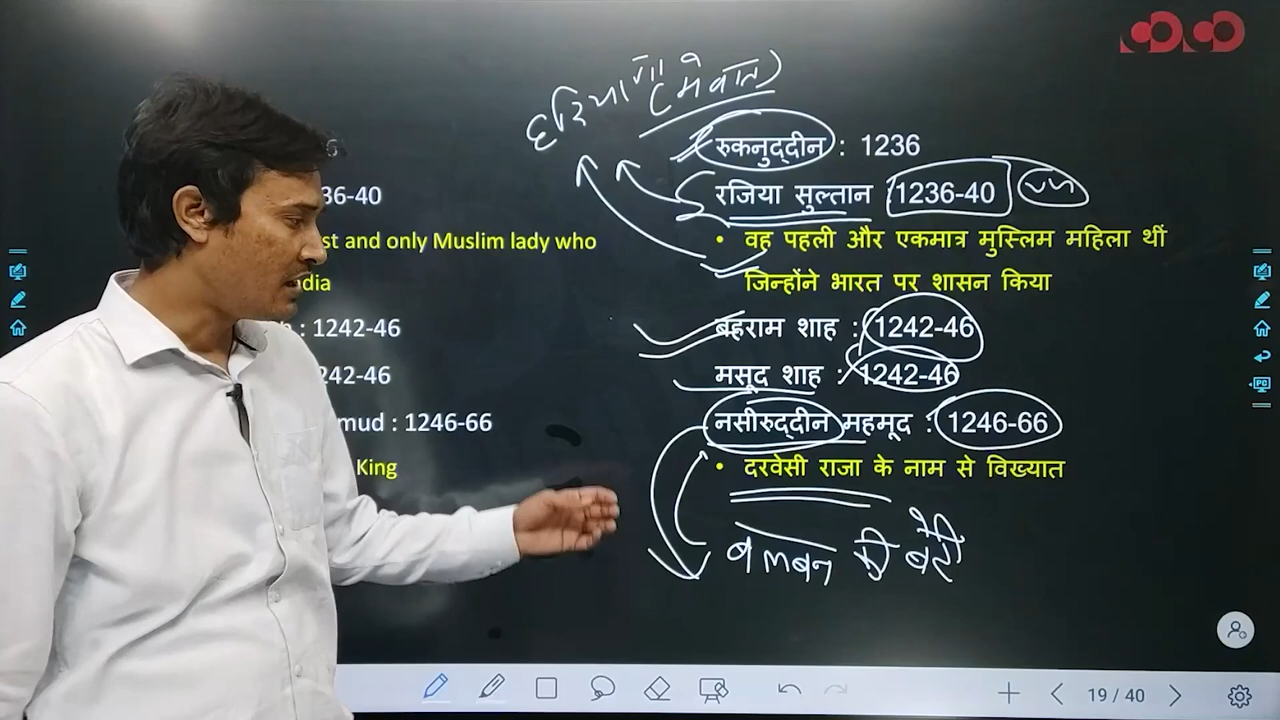 हरियाणा (मेवात)
रुकनुद्दीन : 1236
36-40
रजिया सुल्तान : 1236-40
st and only Muslim lady who
• वह पहली और एकमात्र मुस्लिम महिला थीं
dia
जिन्होंने भारत पर शासन किया
: 1242-46
बहराम शाह : 1242-46
242-46
मसूद शाह : 1242-46
mud : 1246-66
नसीरुद्दीन महमूद : 1246-66
King
• दरवेसी राजा के नाम से विख्यात
बलबन की बेटी
19 / 40
PC